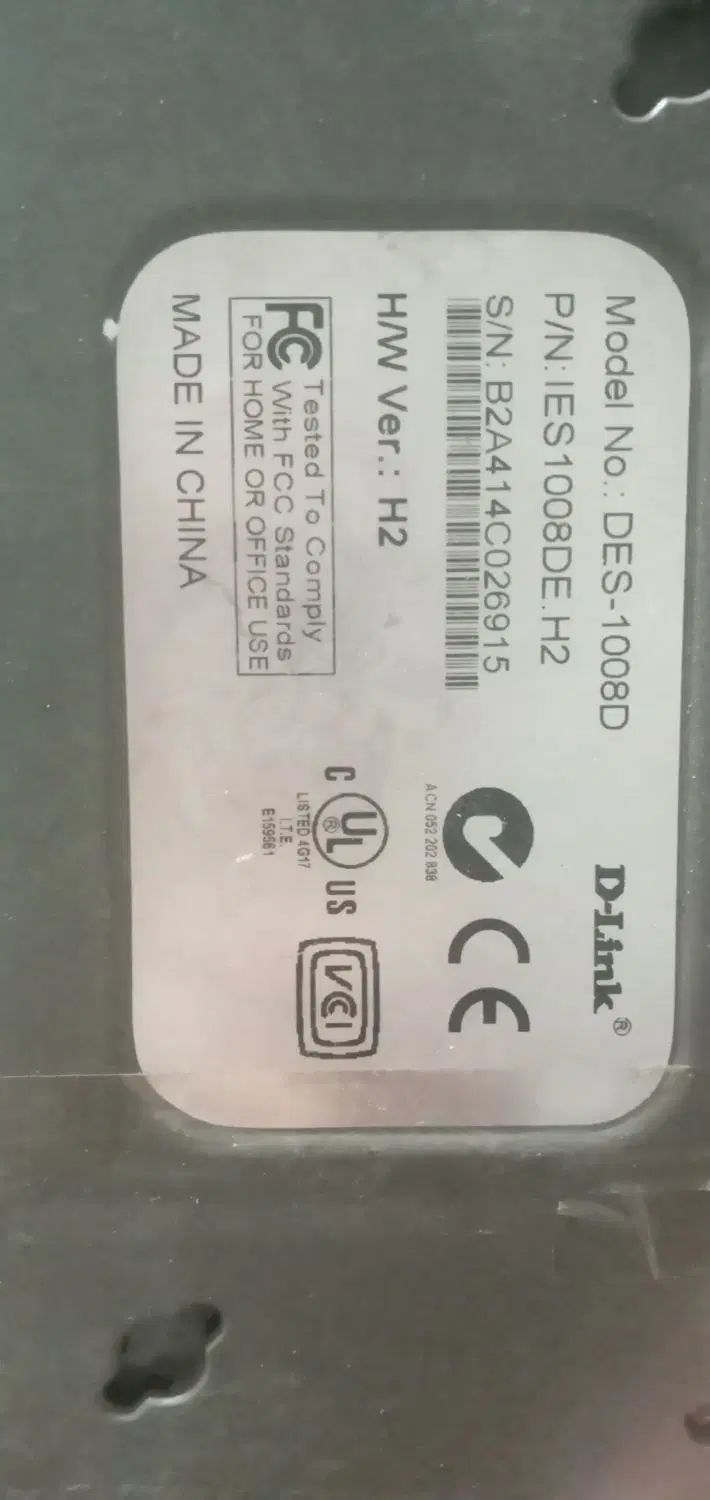 Model No.: DES-1008D
D-Link®
P/N: IES1008DE.H2
S/N: B2A414C026915
H/W Ver.: H2
FC Tested To Comply
With FCC Standards
FOR HOME OR OFFICE USE
MADE IN CHINA
CE
ACN 052 202 838
C UL® US
LISTED 4G17
I.T.E.
E159561
VCCI